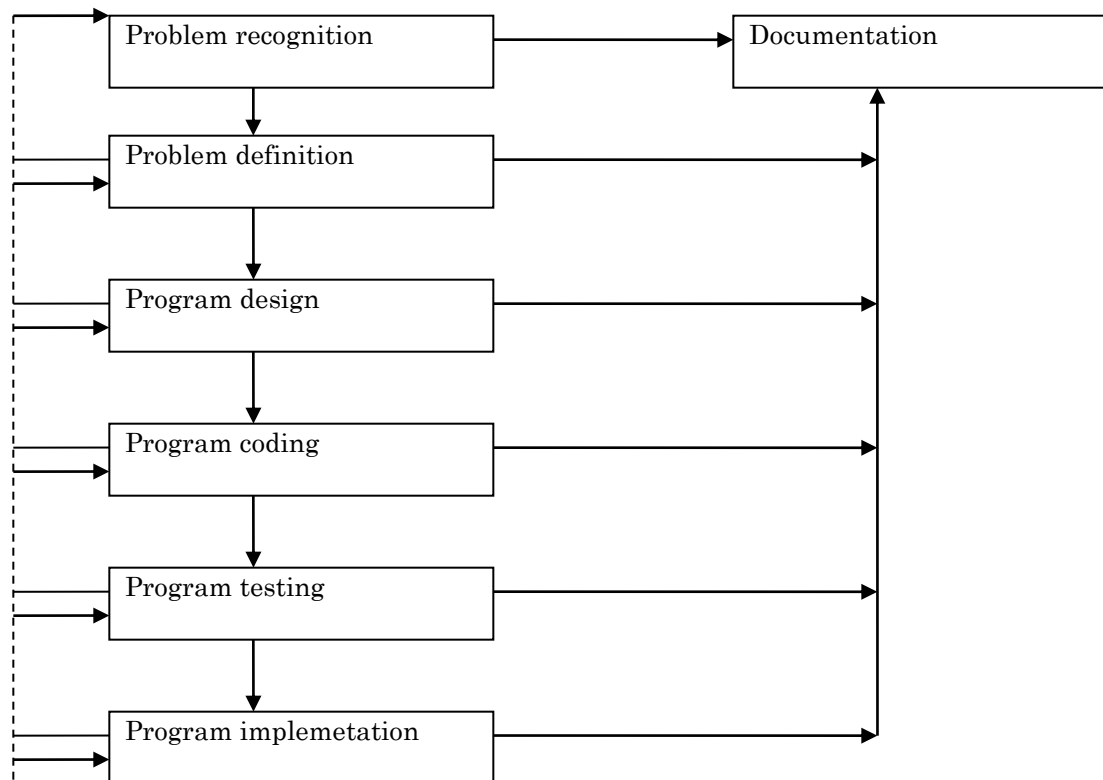 Problem recognition
Documentation
Problem definition
Program design
Program coding
Program testing
Program implemetation